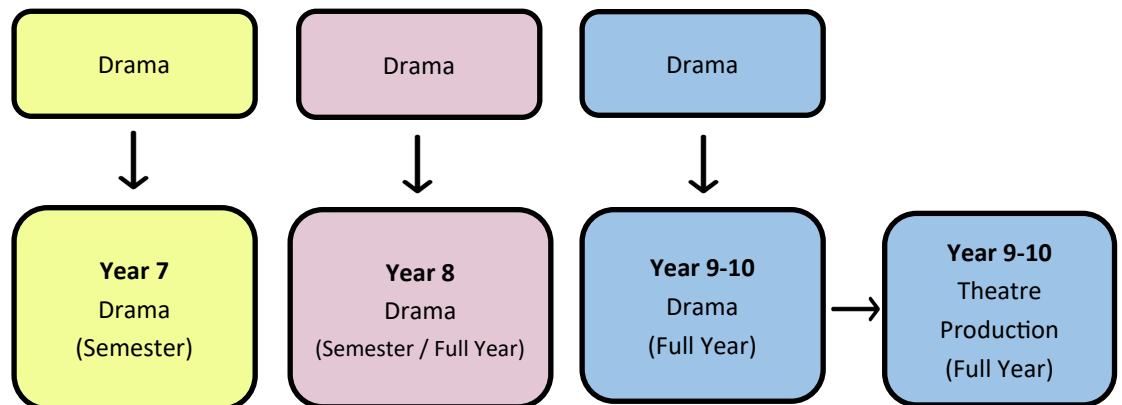 Drama
Drama
Drama
Year 7
Drama
(Semester)
Year 8
Drama
(Semester / Full Year)
Year 9-10
Drama
(Full Year)
Year 9-10
Theatre
Production
(Full Year)